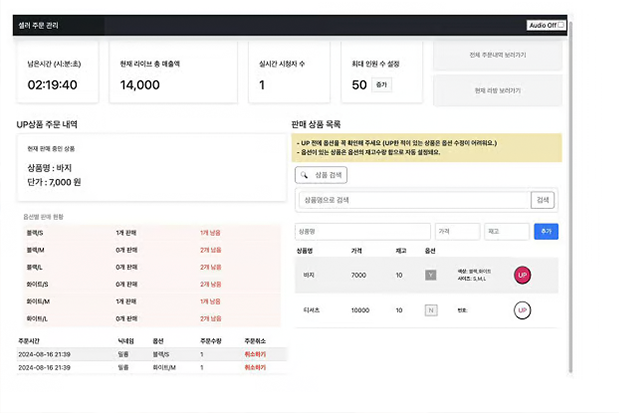 셀러 주문 관리
Audio Off
남은시간 (시:분:초)
02:19:40
현재 라이브 총 매출액
14,000
실시간 시청자 수
1
최대 인원 수 설정
50 증가
전체 주문내역 보러가기
현재 라방 보러가기
UP상품 주문 내역
현재 판매 중인 상품
상품명 : 바지
단가 : 7,000 원
옵션별 판매 현황
블랙/S 1개 판매 1개 남음
블랙/M 0개 판매 2개 남음
블랙/L 0개 판매 2개 남음
화이트/S 0개 판매 2개 남음
화이트/M 1개 판매 1개 남음
화이트/L 0개 판매 2개 남음
주문시간 닉네임 옵션 주문수량 주문취소
2024-08-16 21:39 밀롱 블랙/S 1 취소하기
2024-08-16 21:39 밀롱 화이트/M 1 취소하기
판매 상품 목록
- UP 전에 옵션을 꼭 확인해 주세요 (UP한 적이 있는 상품은 옵션 수정이 어려워요.)
- 옵션이 있는 상품은 옵션의 재고수량 합으로 자동 설정돼요.
상품 검색
상품명으로 검색 검색
상품명 가격 재고 추가
상품명 가격 재고 옵션
바지 7000 10 Y 색상: 블랙,화이트 UP
사이즈: S,M,L
티셔츠 10000 10 N 번호: UP